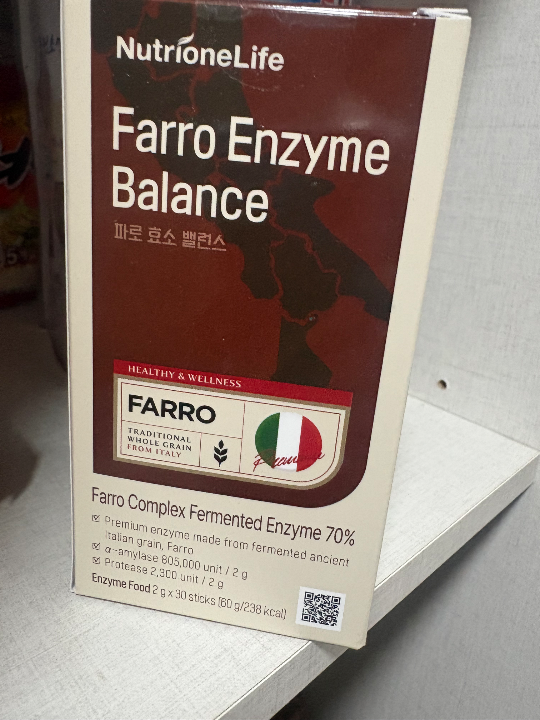 NutrioneLife
Farro Enzyme
Balance
파로 효소 밸런스
HEALTHY & WELLNESS
FARRO
TRADITIONAL
WHOLE GRAIN
FROM ITALY
Premium
Farro Complex Fermented Enzyme 70%
Premium enzyme made from fermented ancient
Italian grain, Farro
α-amylase 805,000 unit / 2 g
Protease 2,300 unit / 2 g
Enzyme Food 2 g x 30 sticks (60 g/238 kcal)